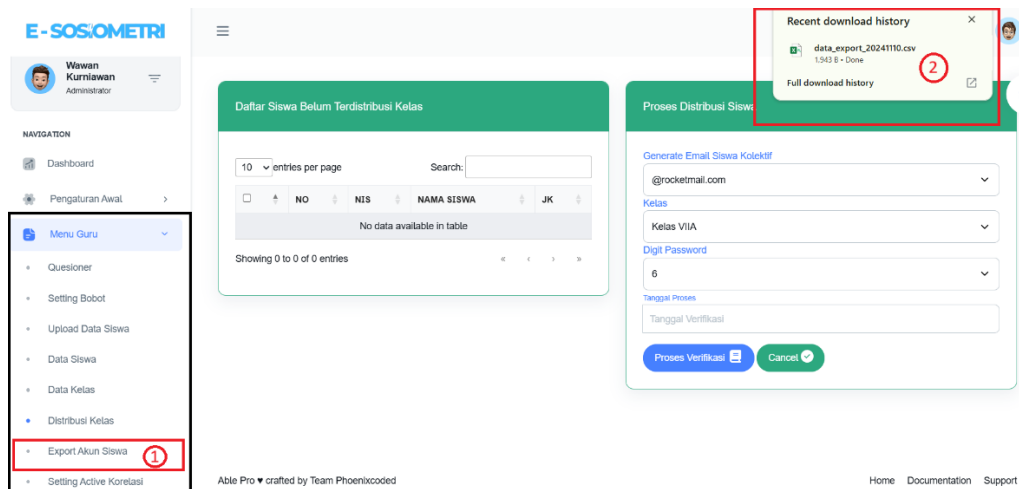 E-SOSIOMETRI
Wawan
Kurniawan
Administrator
NAVIGATION
Dashboard
Pengaturan Awal
Menu Guru
Quesioner
Setting Bobot
Upload Data Siswa
Data Siswa
Data Kelas
Distribusi Kelas
Export Akun Siswa
1
Setting Active Korelasi
Daftar Siswa Belum Terdistribusi Kelas
10 entries per page Search:
NO NIS NAMA SISWA JK
No data available in table
Showing 0 to 0 of 0 entries « ‹ › »
Proses Distribusi Siswa
Generate Email Siswa Kolektif
@rocketmail.com
Kelas
Kelas VIIA
Digit Password
6
Tanggal Proses
Tanggal Verifikasi
Proses Verifikasi Cancel
Recent download history
data_export_20241110.csv
1,943 B • Done
2
Full download history
Able Pro ♥ crafted by Team Phoenixcoded
Home Documentation Support